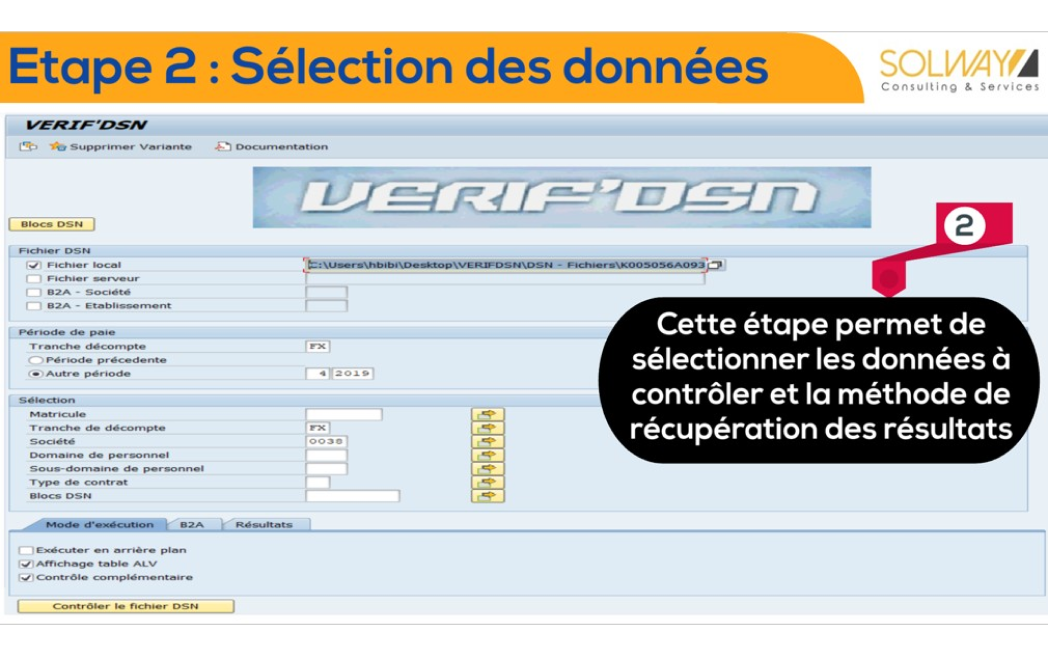 Etape 2 : Sélection des données
SOLWAY
Consulting & Services
VERIF'DSN
Supprimer Variante Documentation
VERIF'DSN
Blocs DSN
2
Fichier DSN
Fichier local C:\Users\hbibi\Desktop\VERIFDSN\DSN - Fichiers\K005056A093
Fichier serveur
B2A - Société
B2A - Etablissement
Cette étape permet de
sélectionner les données à
contrôler et la méthode de
récupération des résultats
Période de paie
Tranche décompte FX
Période précedente
Autre période 4 2019
Sélection
Matricule
Tranche de décompte FX
Société 0038
Domaine de personnel
Sous-domaine de personnel
Type de contrat
Blocs DSN
Mode d'exécution B2A Résultats
Exécuter en arrière plan
Affichage table ALV
Contrôle complémentaire
Contrôler le fichier DSN